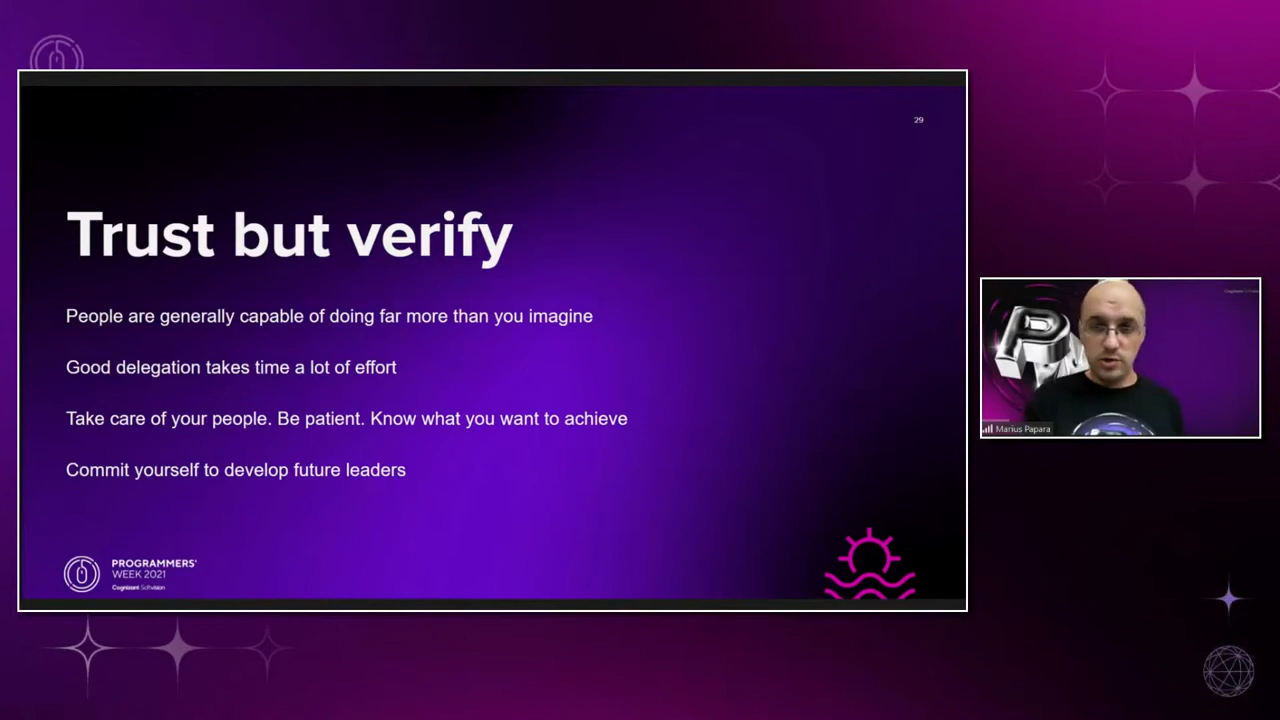 29
Trust but verify
People are generally capable of doing far more than you imagine
Good delegation takes time a lot of effort
Take care of your people. Be patient. Know what you want to achieve
Commit yourself to develop future leaders
PROGRAMMERS'
WEEK 2021
Cognizant Softvision
Marius Papara